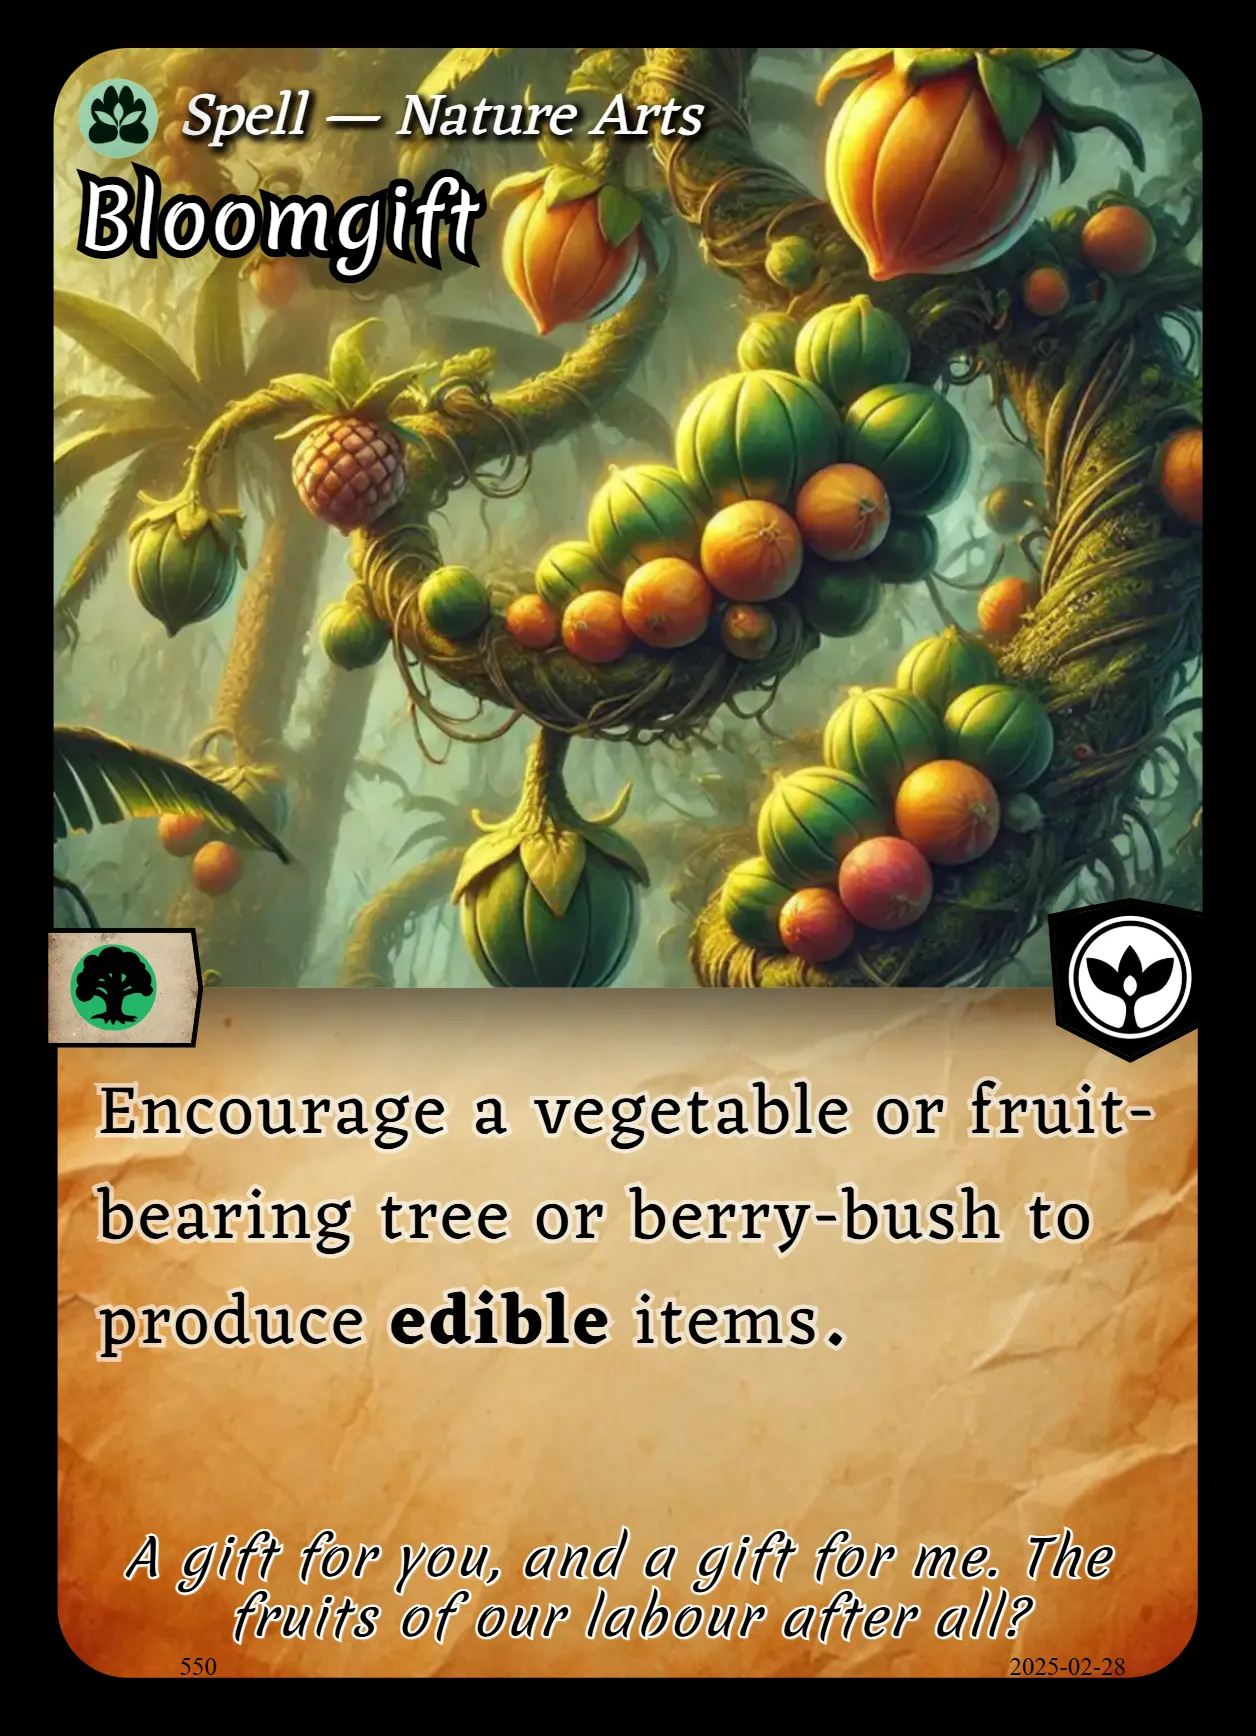 Spell — Nature Arts
Bloomgift
Encourage a vegetable or fruit-
bearing tree or berry-bush to
produce edible items.
A gift for you, and a gift for me. The
fruits of our labour after all?
550
2025-02-28